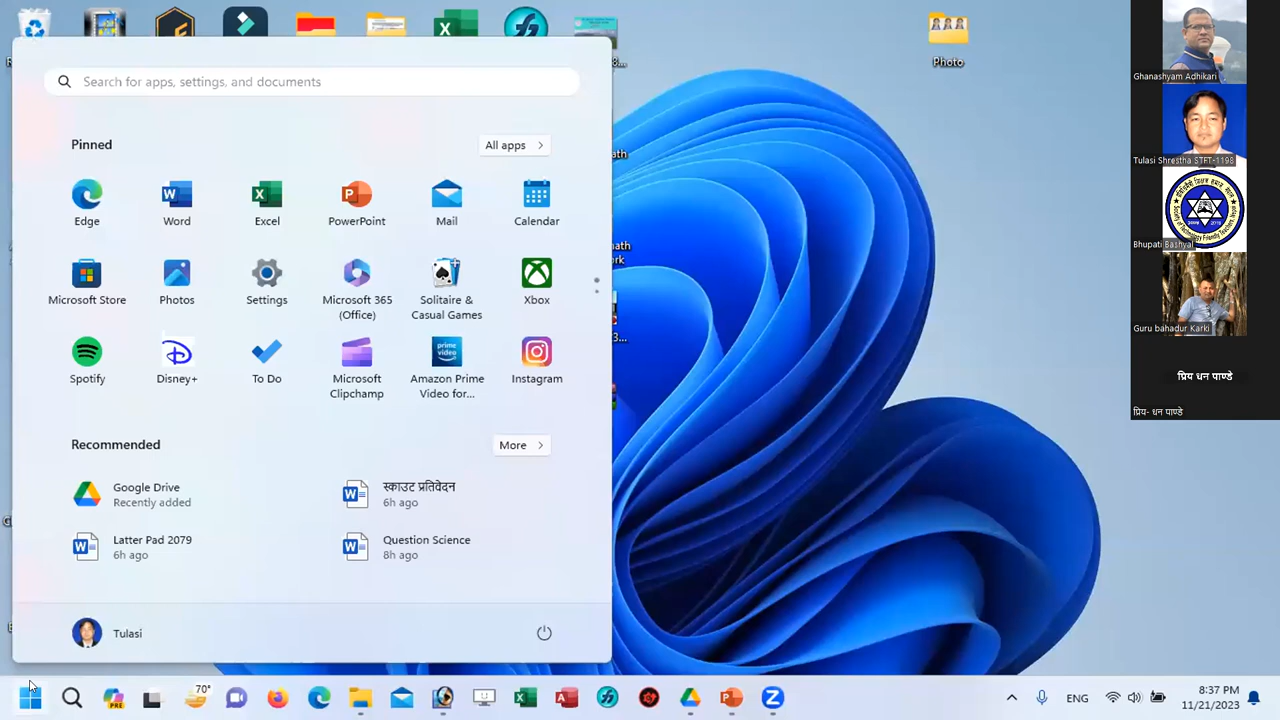 Search for apps, settings, and documents
Pinned
All apps
Edge
Word
Excel
PowerPoint
Mail
Calendar
Microsoft Store
Photos
Settings
Microsoft 365
(Office)
Solitaire &
Casual Games
Xbox
Spotify
Disney+
To Do
Microsoft
Clipchamp
Amazon Prime
Video for...
Instagram
Recommended
More
Google Drive
Recently added
स्काउट प्रतिवेदन
6h ago
Latter Pad 2079
6h ago
Question Science
8h ago
Tulasi
Photo
Ghanashyam Adhikari
Tulasi Shrestha STFT-1198
Bhupati Bashyal
Guru bahadur Karki
प्रिय धन पाण्डे
प्रिय- धन पाण्डे
70°
PRE
ENG
8:37 PM
11/21/2023